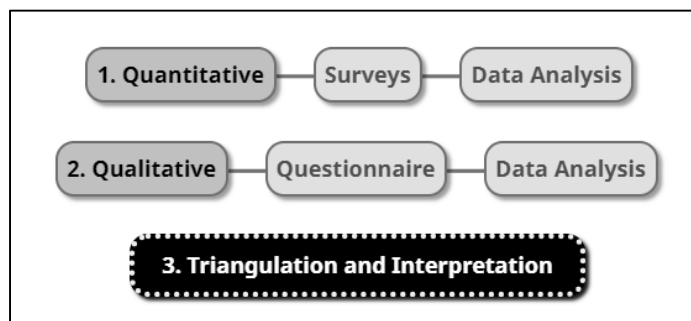 1. Quantitative Surveys Data Analysis
2. Qualitative Questionnaire Data Analysis
3. Triangulation and Interpretation